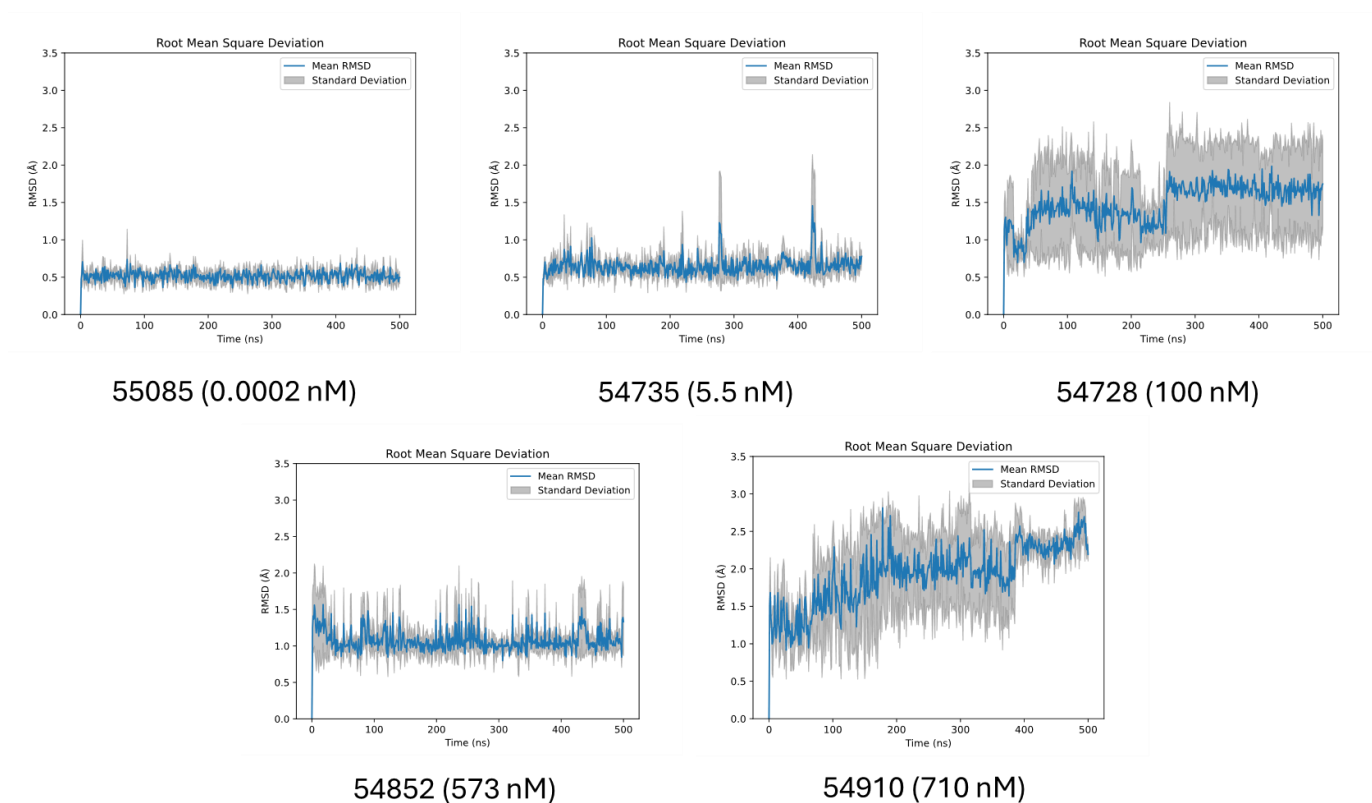 Root Mean Square Deviation
3.5
3.0
2.5
2.0
1.5
1.0
0.5
0.0
RMSD (Å)
Mean RMSD
Standard Deviation
0 100 200 300 400 500
Time (ns)
55085 (0.0002 nM)
Root Mean Square Deviation
3.5
3.0
2.5
2.0
1.5
1.0
0.5
0.0
RMSD (Å)
Mean RMSD
Standard Deviation
0 100 200 300 400 500
Time (ns)
54735 (5.5 nM)
Root Mean Square Deviation
3.5
3.0
2.5
2.0
1.5
1.0
0.5
0.0
RMSD (Å)
Mean RMSD
Standard Deviation
0 100 200 300 400 500
Time (ns)
54728 (100 nM)
Root Mean Square Deviation
3.5
3.0
2.5
2.0
1.5
1.0
0.5
0.0
RMSD (Å)
Mean RMSD
Standard Deviation
0 100 200 300 400 500
Time (ns)
54852 (573 nM)
Root Mean Square Deviation
3.5
3.0
2.5
2.0
1.5
1.0
0.5
0.0
RMSD (Å)
Mean RMSD
Standard Deviation
0 100 200 300 400 500
Time (ns)
54910 (710 nM)